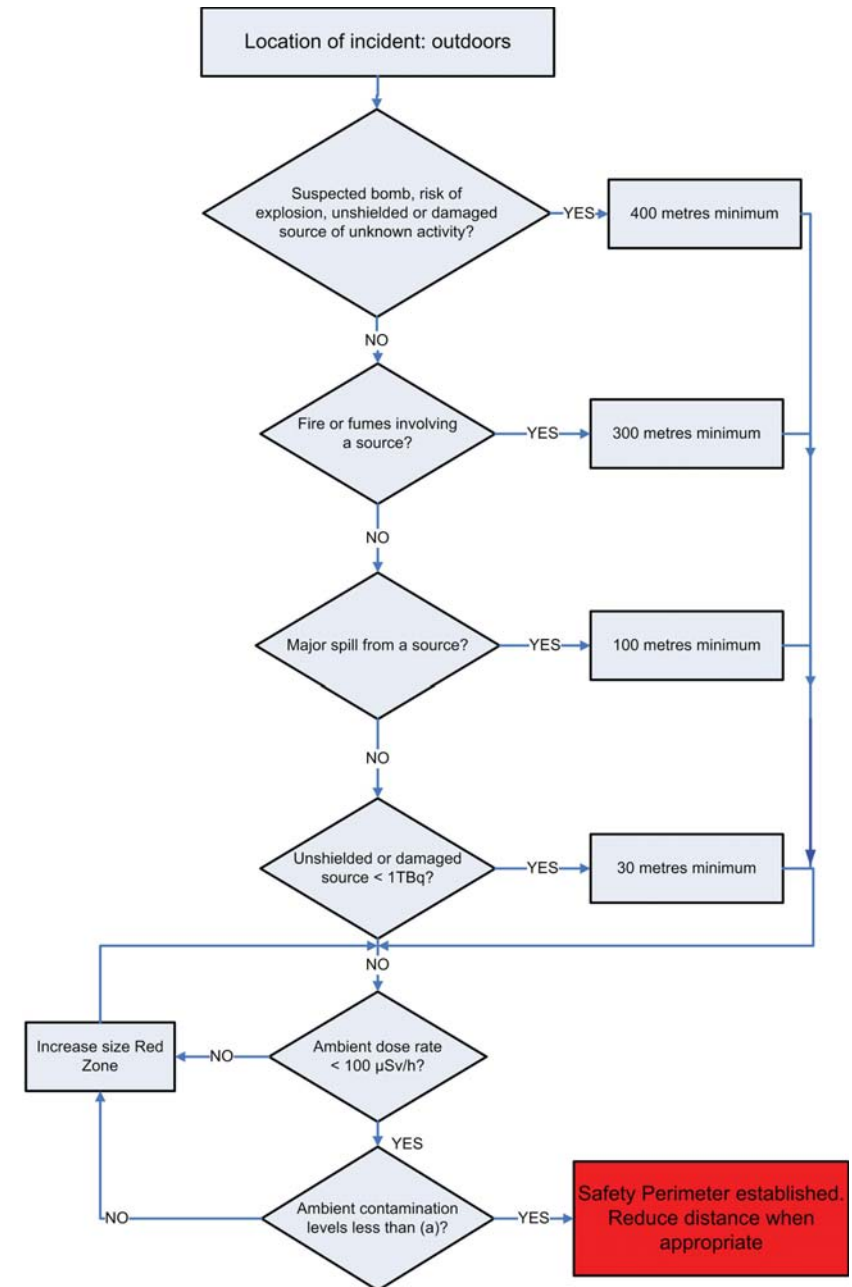 Location of incident: outdoors
Suspected bomb, risk of
explosion, unshielded or damaged
source of unknown activity?
YES
400 metres minimum
NO
Fire or fumes involving
a source?
YES
300 metres minimum
NO
Major spill from a source?
YES
100 metres minimum
NO
Unshielded or damaged
source < 1TBq?
YES
30 metres minimum
NO
Increase size Red
Zone
NO
Ambient dose rate
< 100 µSv/h?
YES
NO
Ambient contamination
levels less than (a)?
YES
Safety Perimeter established.
Reduce distance when
appropriate